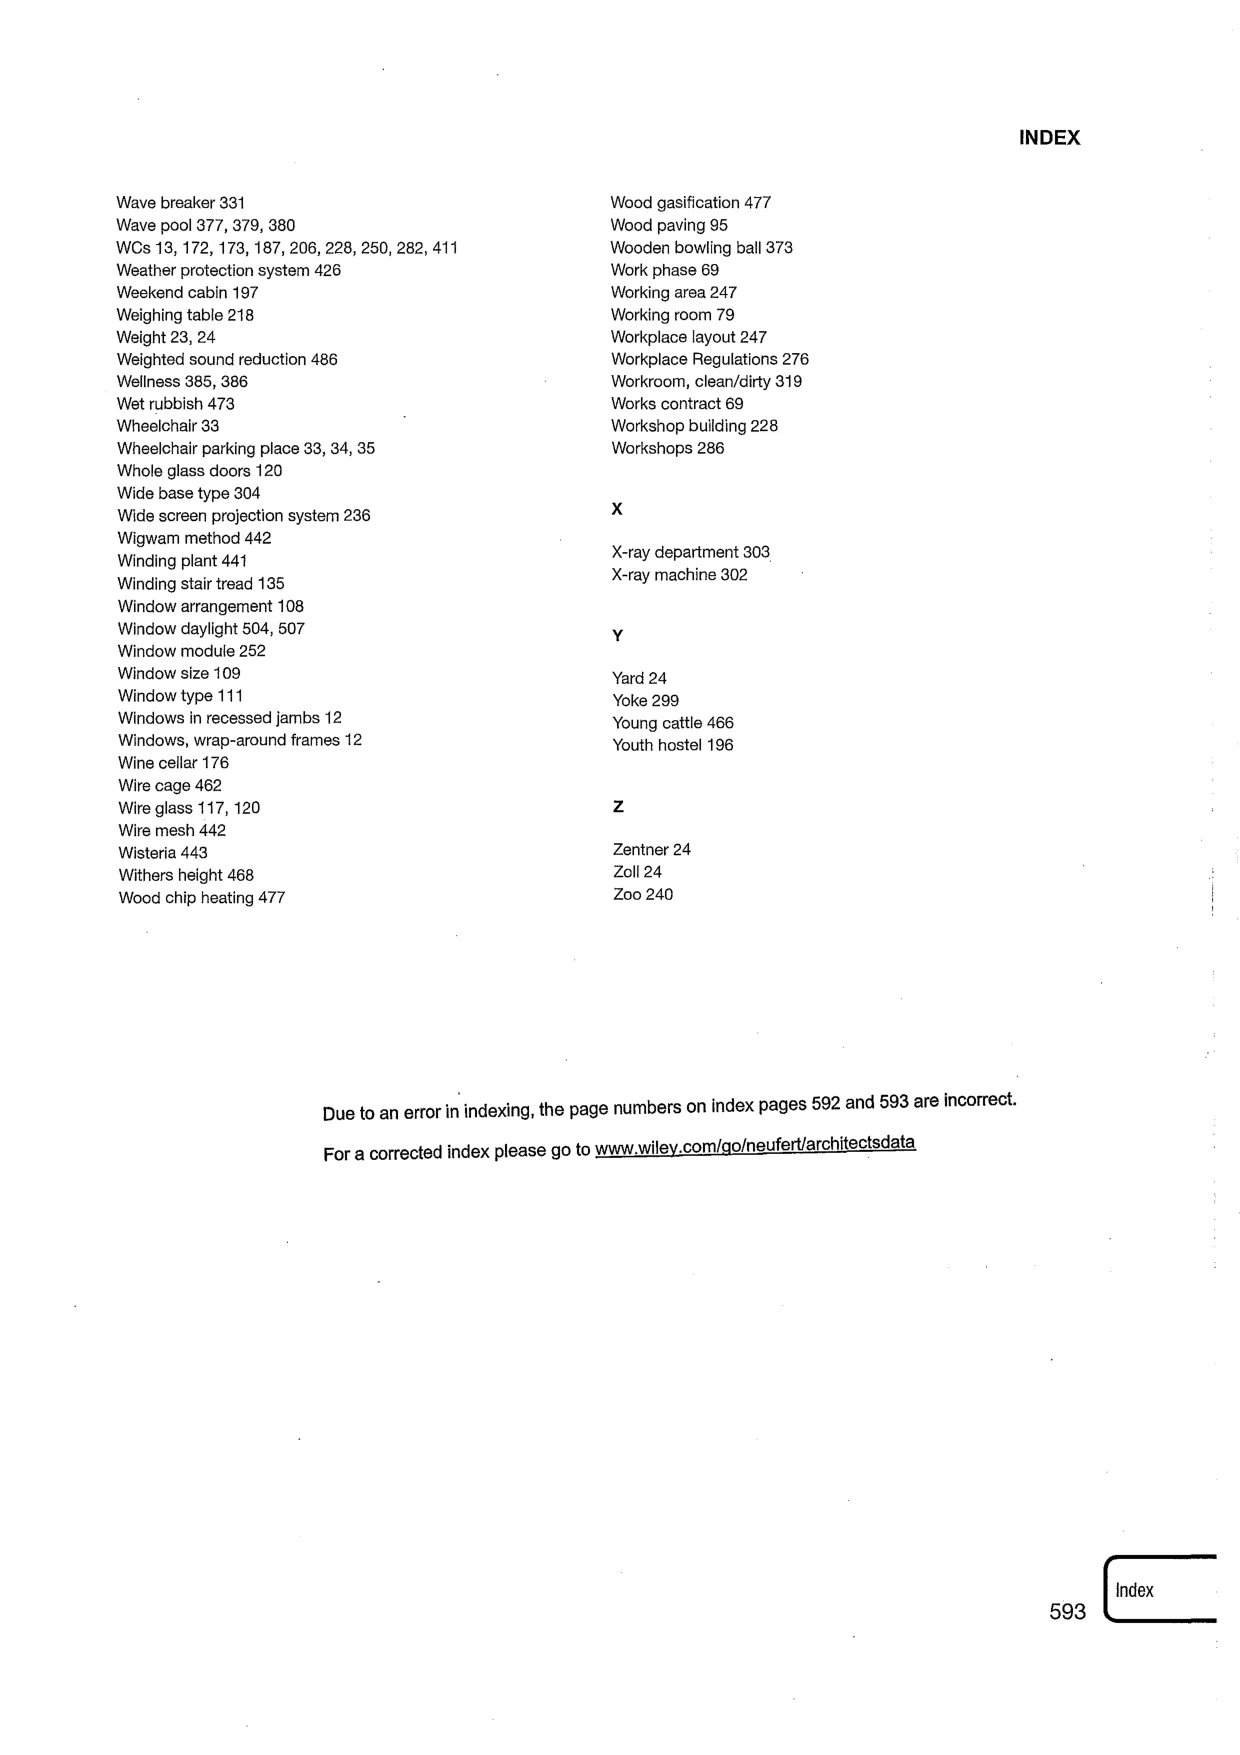 INDEX
Wave breaker 331
Wave pool 377, 379, 380
WCs 13, 172, 173, 187, 206, 228, 250, 282, 411
Weather protection system 426
Weekend cabin 197
Weighing table 218
Weight 23, 24
Weighted sound reduction 486
Wellness 385, 386
Wet rubbish 473
Wheelchair 33
Wheelchair parking place 33, 34, 35
Whole glass doors 120
Wide base type 304
Wide screen projection system 236
Wigwam method 442
Winding plant 441
Winding stair tread 135
Window arrangement 108
Window daylight 504, 507
Window module 252
Window size 109
Window type 111
Windows in recessed jambs 12
Windows, wrap-around frames 12
Wine cellar 176
Wire cage 462
Wire glass 117, 120
Wire mesh 442
Wisteria 443
Withers height 468
Wood chip heating 477
Wood gasification 477
Wood paving 95
Wooden bowling ball 373
Work phase 69
Working area 247
Working room 79
Workplace layout 247
Workplace Regulations 276
Workroom, clean/dirty 319
Works contract 69
Workshop building 228
Workshops 286
X
X-ray department 303
X-ray machine 302
Y
Yard 24
Yoke 299
Young cattle 466
Youth hostel 196
Z
Zentner 24
Zoll 24
Zoo 240
Due to an error in indexing, the page numbers on index pages 592 and 593 are incorrect.
For a corrected index please go to www.wiley.com/go/neufert/architectsdata
Index
593